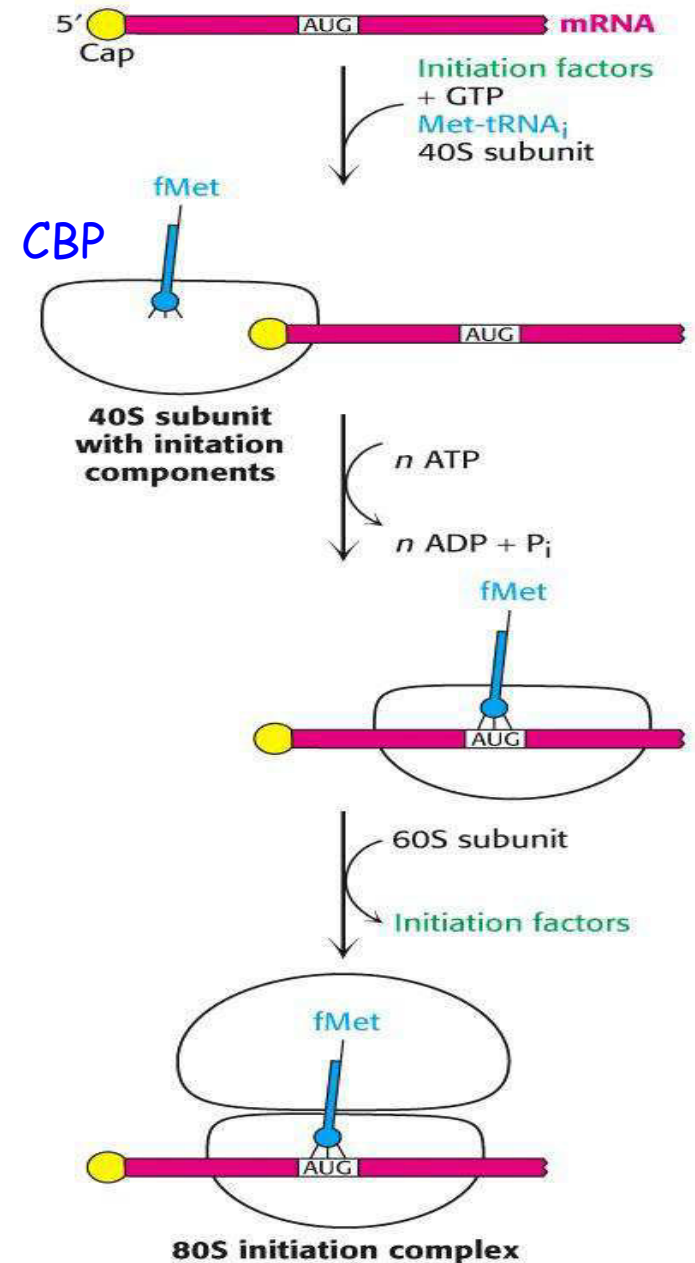 5′ AUG mRNA
Cap
Initiation factors
+ GTP
Met-tRNAi
40S subunit
fMet
CBP
AUG
40S subunit
with initation
components
n ATP
n ADP + Pi
fMet
AUG
60S subunit
Initiation factors
fMet
AUG
80S initiation complex